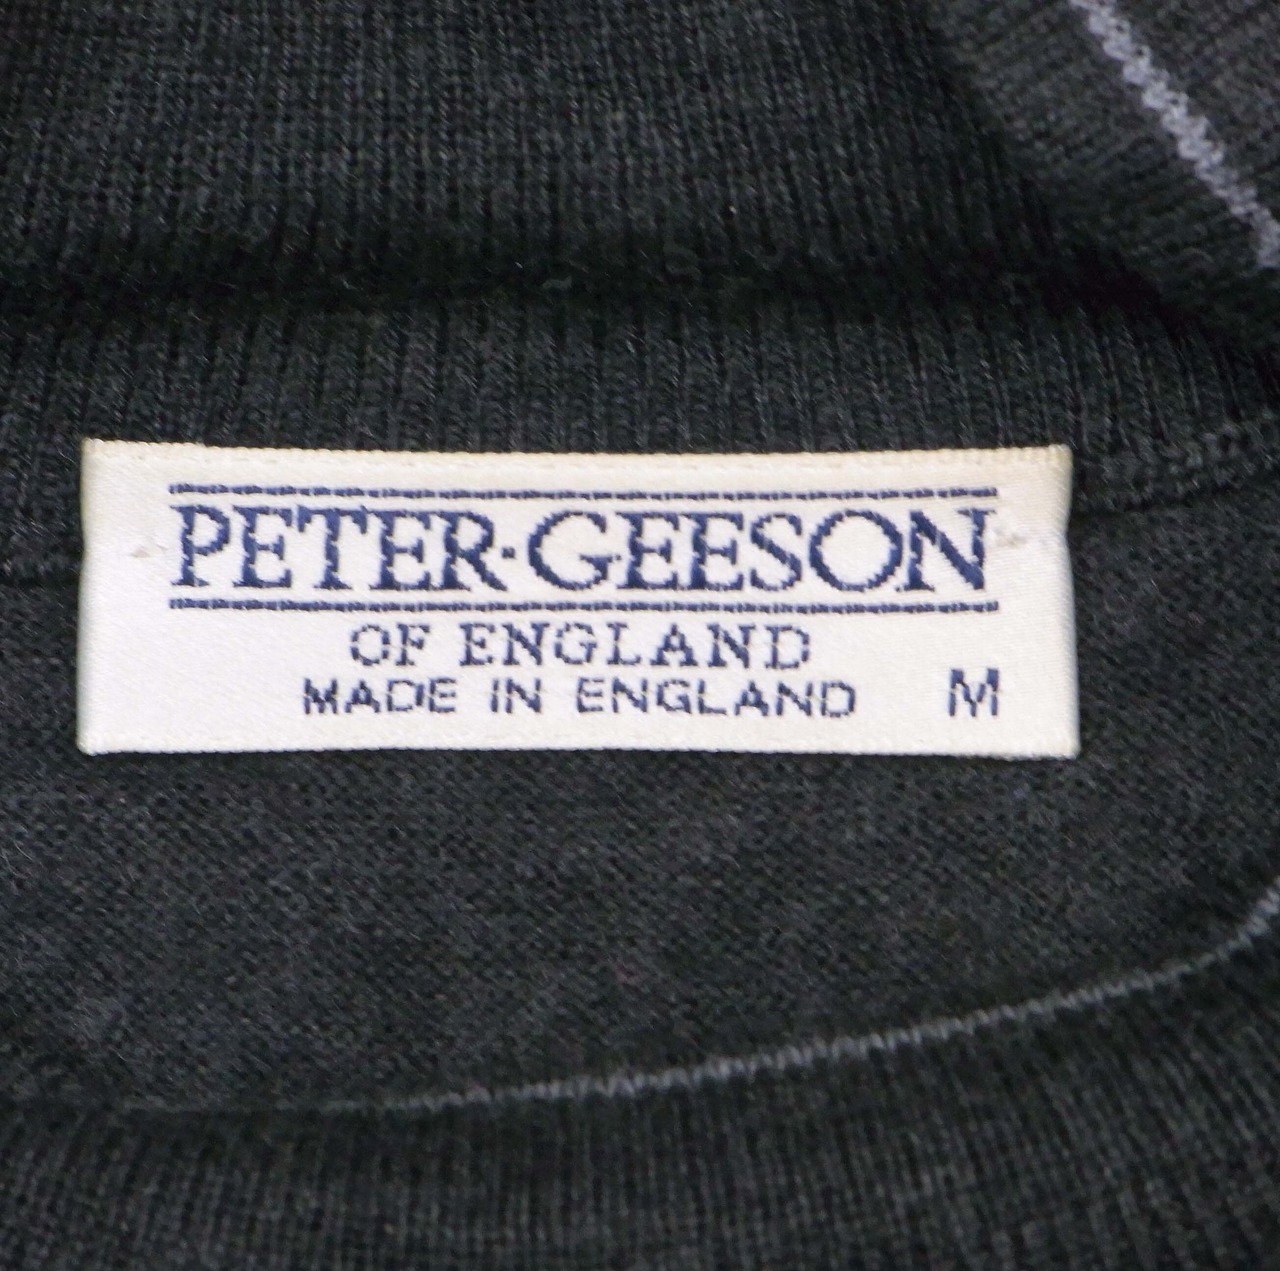 PETER·GEESON
OF ENGLAND
MADE IN ENGLAND M